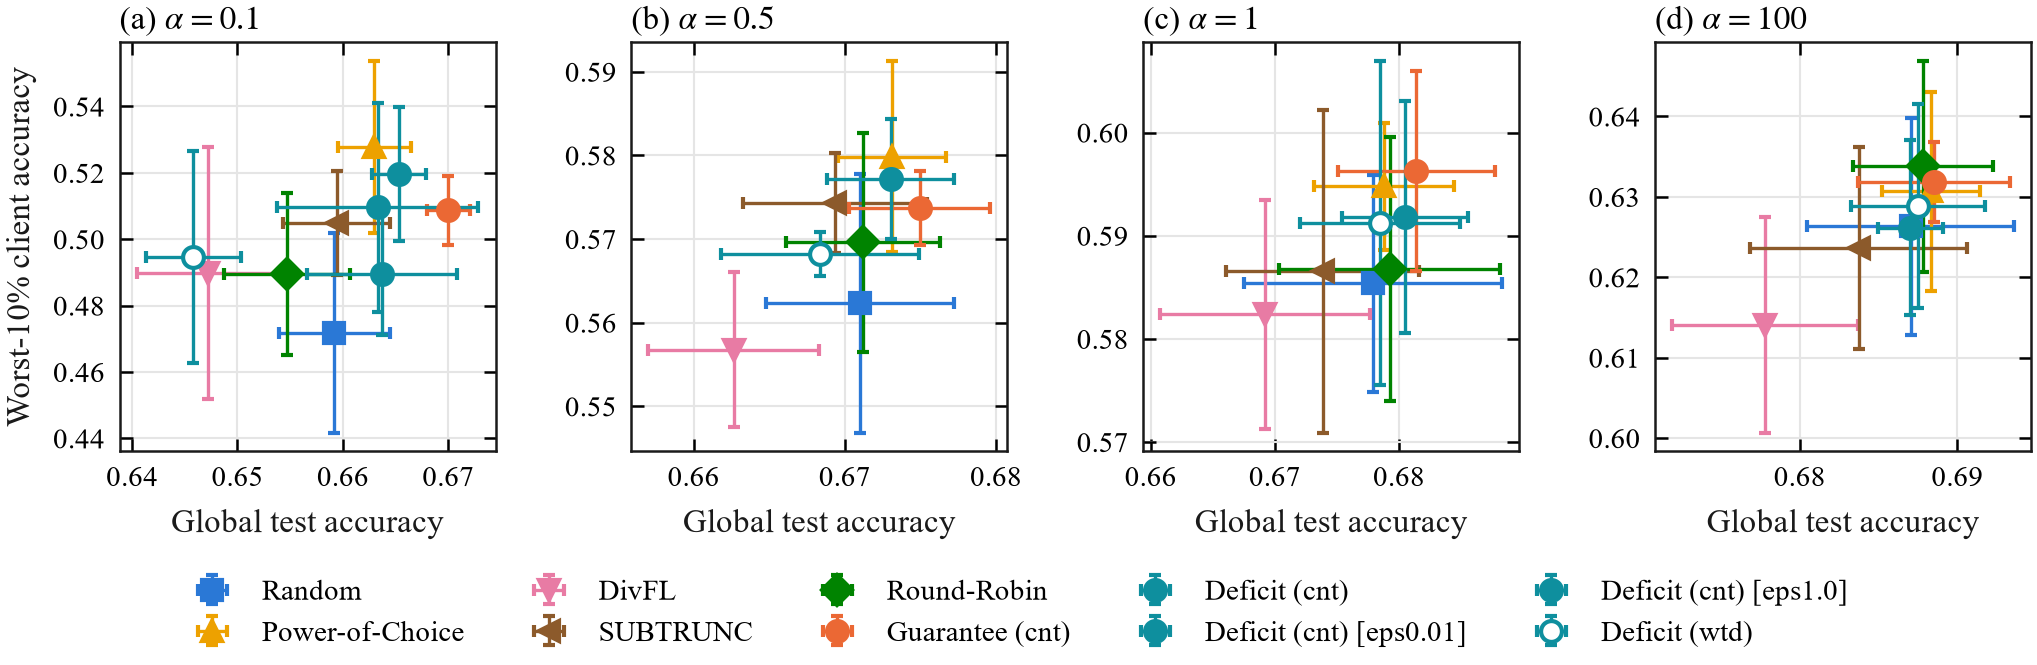 (a) α = 0.1
(b) α = 0.5
(c) α = 1
(d) α = 100
Worst-10% client accuracy
0.54
0.52
0.50
0.48
0.46
0.44
0.64 0.65 0.66 0.67
Global test accuracy
0.59
0.58
0.57
0.56
0.55
0.66 0.67 0.68
Global test accuracy
0.60
0.59
0.58
0.57
0.66 0.67 0.68
Global test accuracy
0.64
0.63
0.62
0.61
0.60
0.68 0.69
Global test accuracy
Random
Power-of-Choice
DivFL
SUBTRUNC
Round-Robin
Guarantee (cnt)
Deficit (cnt)
Deficit (cnt) [eps0.01]
Deficit (cnt) [eps1.0]
Deficit (wtd)